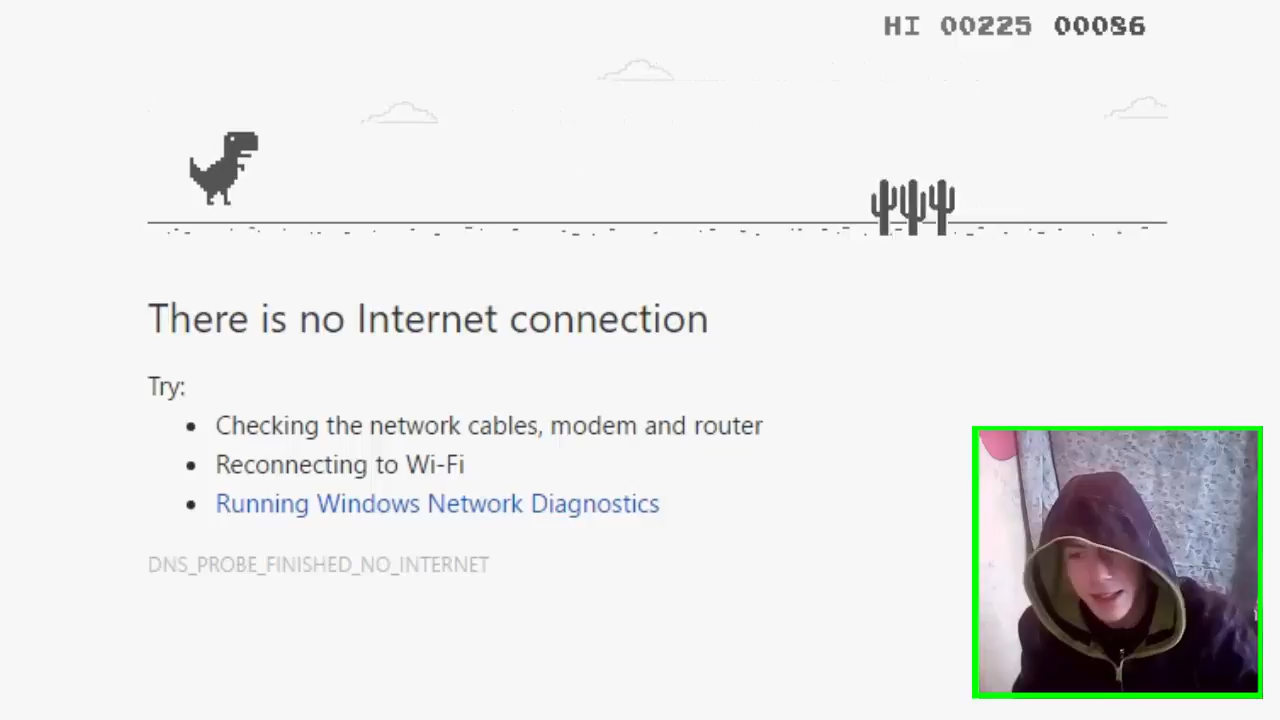 HI 00225 00086
There is no Internet connection
Try:
Checking the network cables, modem and router
Reconnecting to Wi-Fi
Running Windows Network Diagnostics
DNS_PROBE_FINISHED_NO_INTERNET